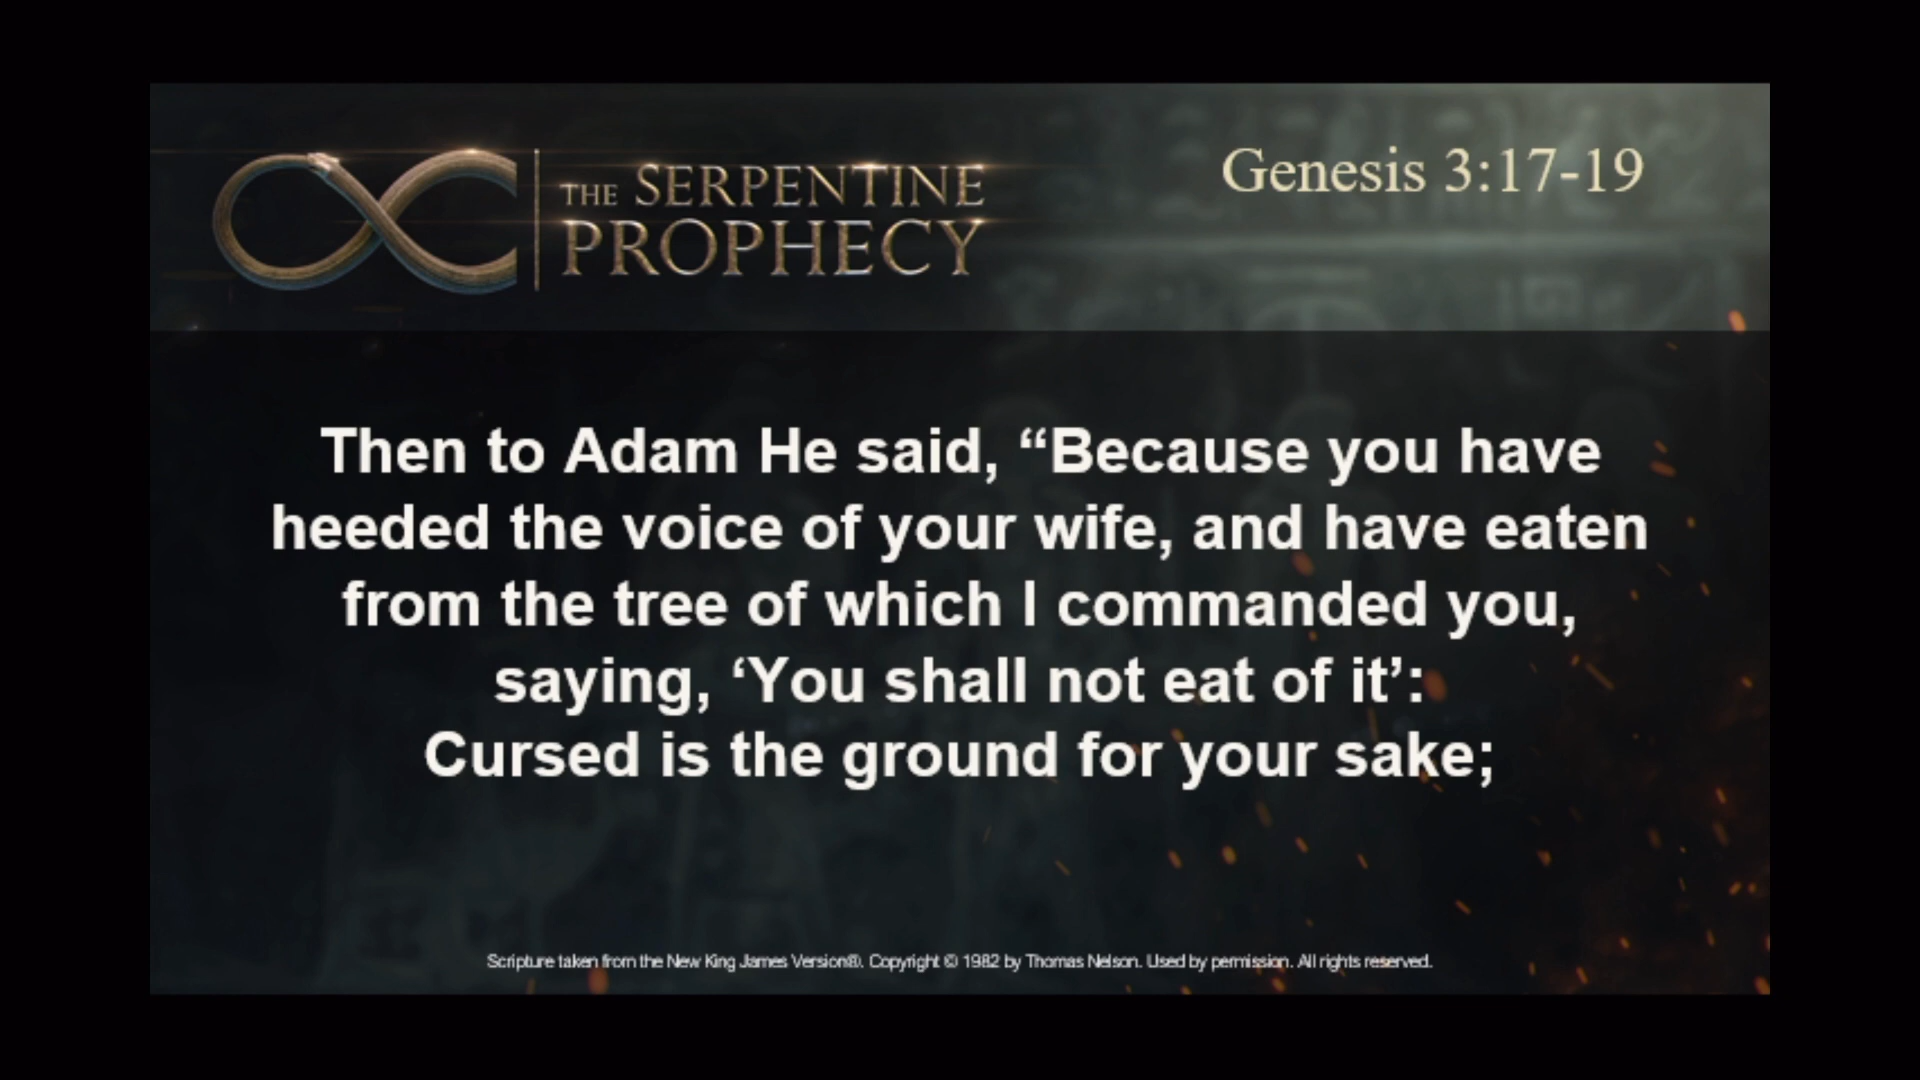 THE SERPENTINE
PROPHECY
Genesis 3:17-19
Then to Adam He said, “Because you have
heeded the voice of your wife, and have eaten
from the tree of which I commanded you,
saying, ‘You shall not eat of it’:
Cursed is the ground for your sake;
Scripture taken from the New King James Version®. Copyright © 1982 by Thomas Nelson. Used by permission. All rights reserved.